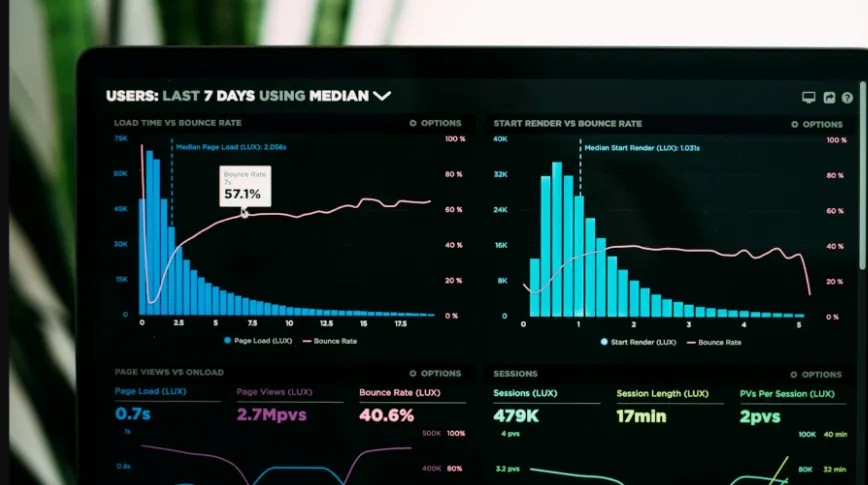 USERS: LAST 7 DAYS USING MEDIAN
LOAD TIME VS BOUNCE RATE
OPTIONS
75K
100 %
Median Page Load (LUX): 2.056s
60K
80 %
Bounce Rate
7s
57.1%
45K
60 %
30K
40 %
15K
20 %
0
0 %
0 2.5 5 7.5 10 12.5 15 17.5
Page Load (LUX) Bounce Rate
START RENDER VS BOUNCE RATE
OPTIONS
40K
100 %
Median Start Render (LUX): 1.031s
32K
80 %
24K
60 %
16K
40 %
8K
20 %
0
0 %
0 1 2 3 4 5
Start Render (LUX) Bounce Rate
PAGE VIEWS VS ONLOAD
OPTIONS
Page Load (LUX) Page Views (LUX) Bounce Rate (LUX)
0.7s 2.7Mpvs 40.6%
1s 500K 100%
0.8s 400K 80%
SESSIONS
OPTIONS
Sessions (LUX) Session Length (LUX) PVs Per Session (LUX)
479K 17min 2pvs
4 pvs 100K 40 min
3.2 pvs 80K 32 min